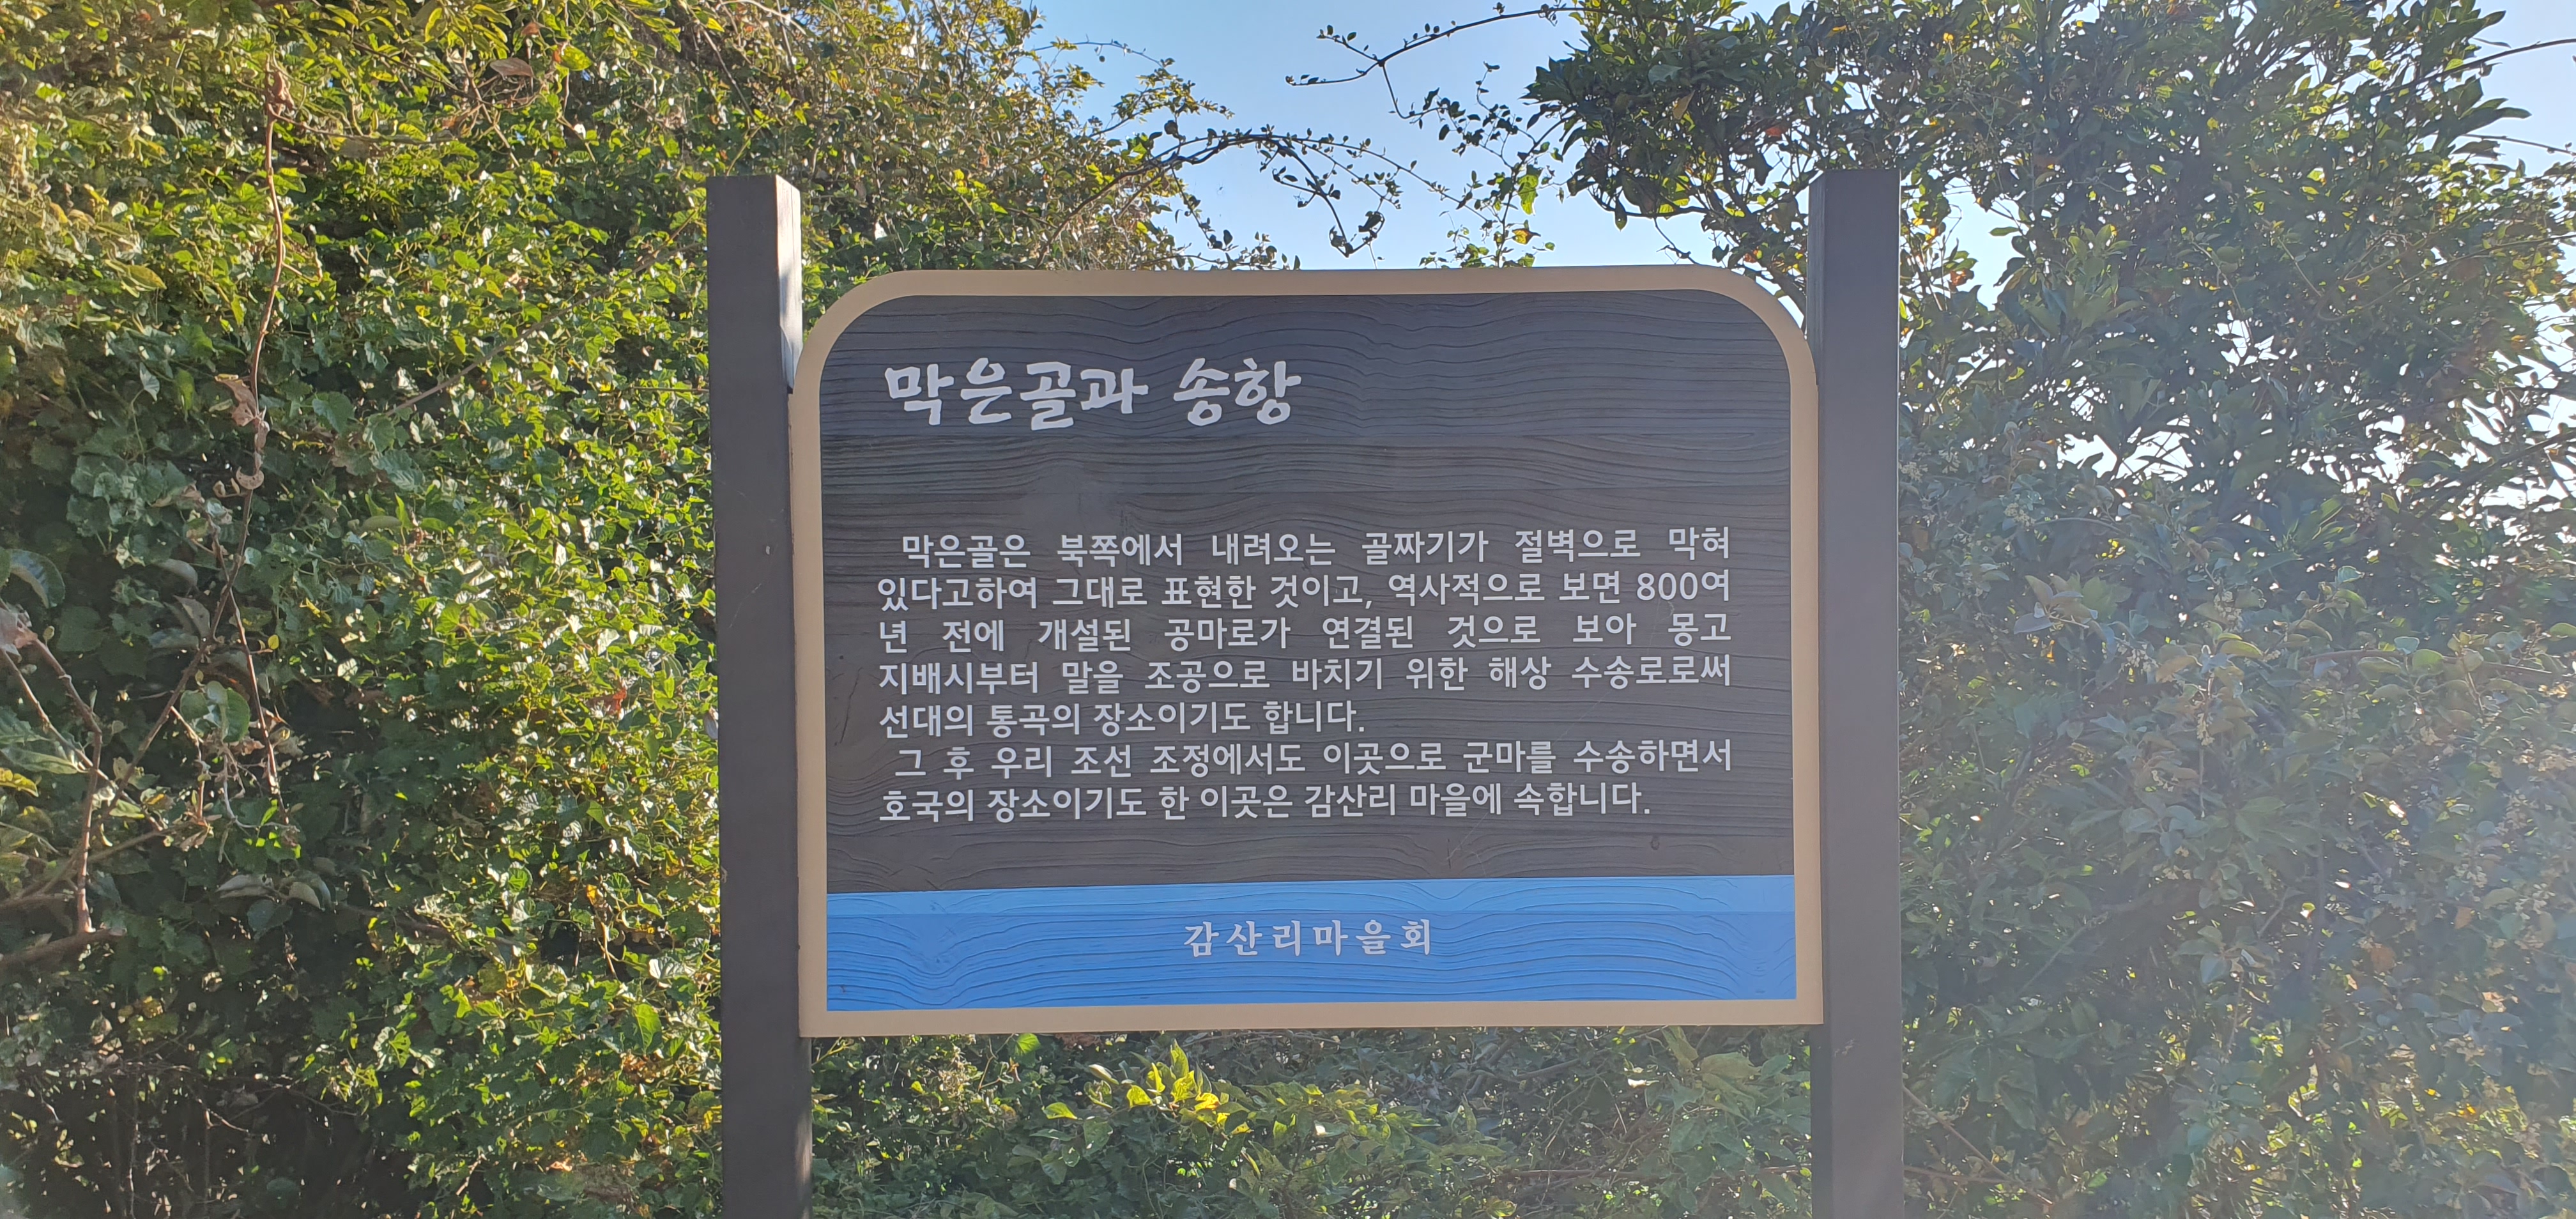 막은골과 송항
막은골은 북쪽에서 내려오는 골짜기가 절벽으로 막혀
있다고하여 그대로 표현한 것이고, 역사적으로 보면 800여
년 전에 개설된 공마로가 연결된 것으로 보아 몽고
지배시부터 말을 조공으로 바치기 위한 해상 수송로로써
선대의 통곡의 장소이기도 합니다.
그 후 우리 조선 조정에서도 이곳으로 군마를 수송하면서
호국의 장소이기도 한 이곳은 감산리 마을에 속합니다.
감산리마을회